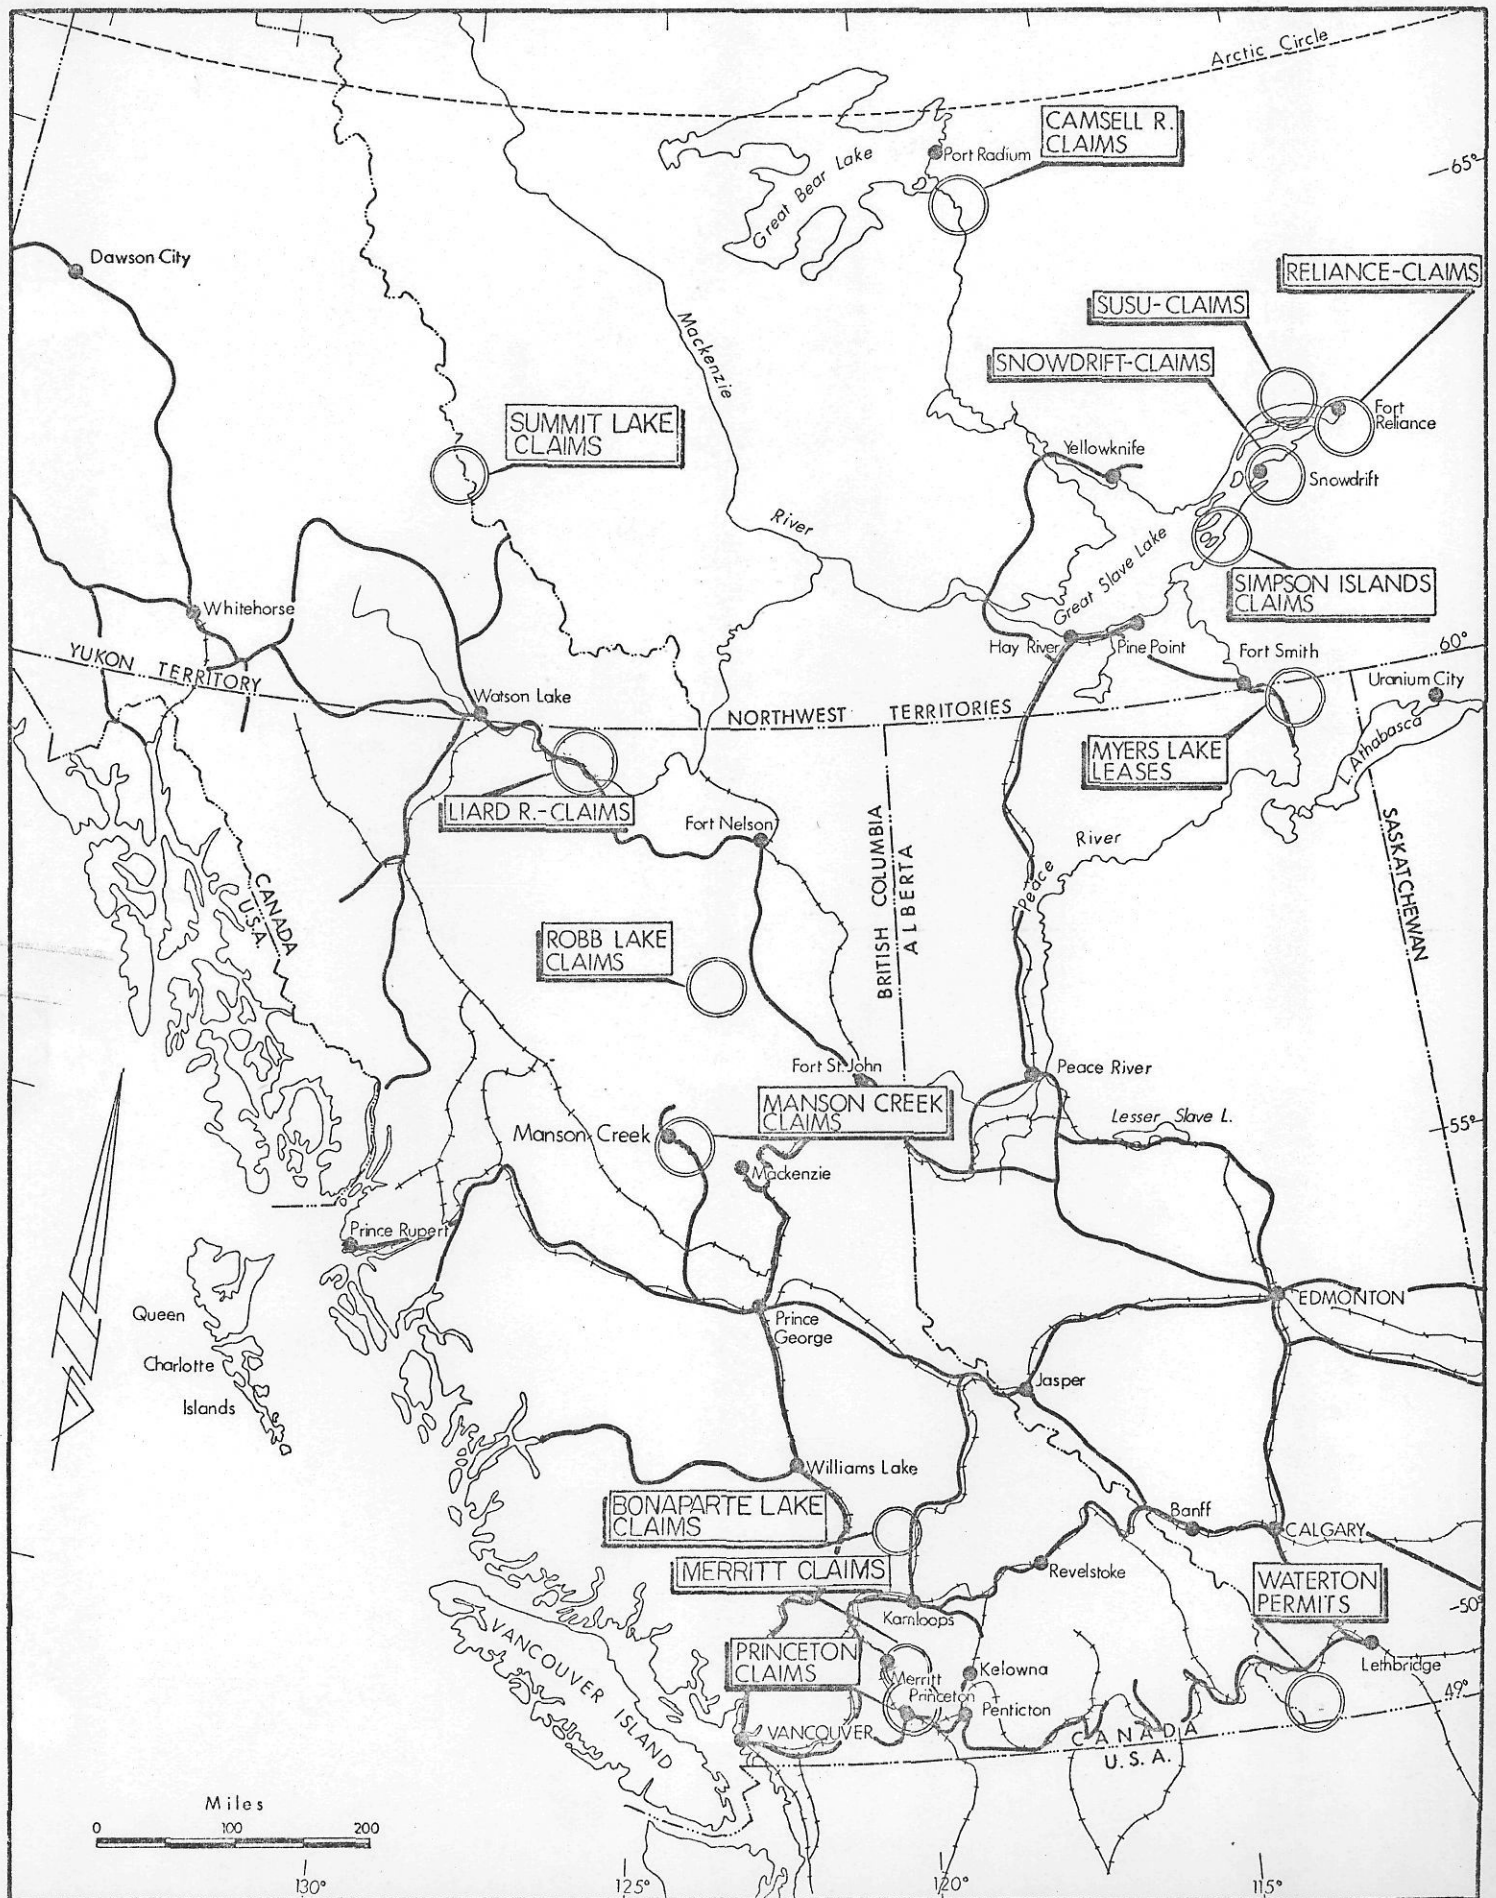 Arctic Circle
CAMSELL R.
CLAIMS
Port Radium
Great Bear Lake
65°
Dawson City
RELIANCE-CLAIMS
SUSU-CLAIMS
SNOWDRIFT-CLAIMS
Mackenzie
SUMMIT LAKE
CLAIMS
Fort
Reliance
Yellowknife
Snowdrift
River
Great Slave Lake
SIMPSON ISLANDS
CLAIMS
Whitehorse
Hay River
Pine Point
Fort Smith
60°
YUKON TERRITORY
Uranium City
Watson Lake
NORTHWEST TERRITORIES
L. Athabasca
MYERS LAKE
LEASES
LIARD R.-CLAIMS
Fort Nelson
River
Peace
BRITISH COLUMBIA
ALBERTA
SASKATCHEWAN
CANADA
U.S.A.
ROBB LAKE
CLAIMS
Fort St. John
Peace River
MANSON CREEK
CLAIMS
Lesser Slave L.
55°
Manson Creek
Mackenzie
Prince Rupert
EDMONTON
Queen
Charlotte
Islands
Prince
George
Jasper
Williams Lake
BONAPARTE LAKE
CLAIMS
Banff
CALGARY
MERRITT CLAIMS
Revelstoke
WATERTON
PERMITS
50°
Kamloops
VANCOUVER ISLAND
PRINCETON
CLAIMS
Merritt
Kelowna
Lethbridge
Princeton
Penticton
49°
VANCOUVER
CANADA
U.S.A.
Miles
0 100 200
130° 125° 120° 115°